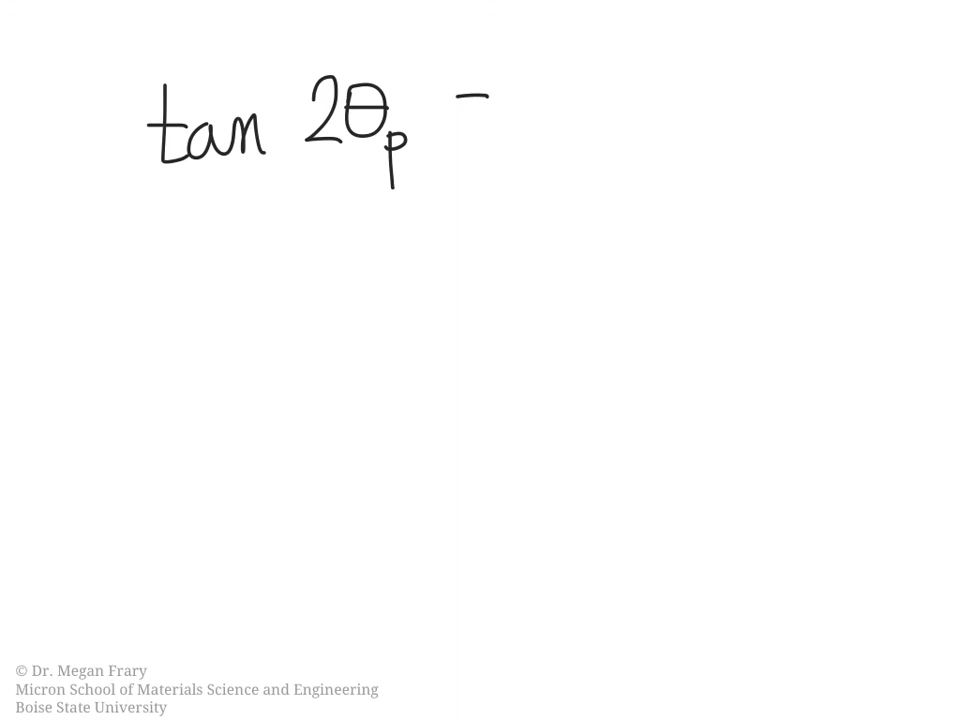 tan 2θp −
© Dr. Megan Frary
Micron School of Materials Science and Engineering
Boise State University